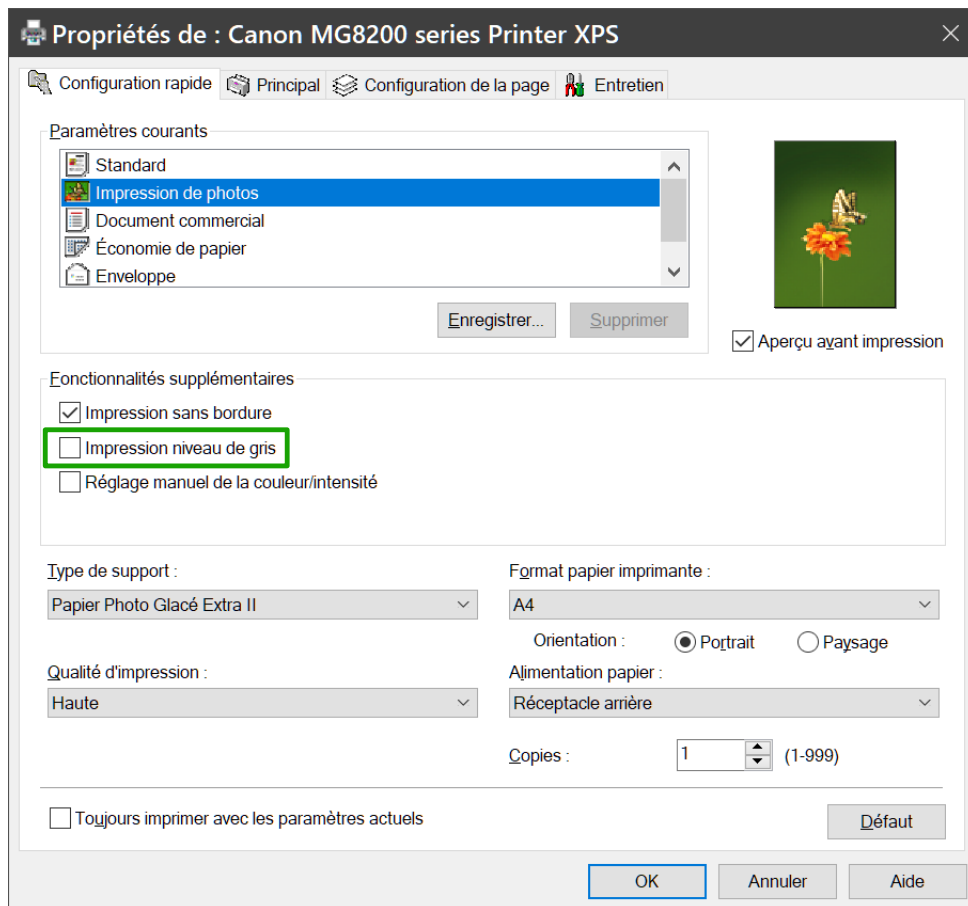 Propriétés de : Canon MG8200 series Printer XPS
Configuration rapide Principal Configuration de la page Entretien
Paramètres courants
Standard
Impression de photos
Document commercial
Économie de papier
Enveloppe
Enregistrer... Supprimer
Aperçu avant impression
Fonctionnalités supplémentaires
Impression sans bordure
Impression niveau de gris
Réglage manuel de la couleur/intensité
Type de support : Format papier imprimante :
Papier Photo Glacé Extra II A4
Orientation : Portrait Paysage
Qualité d'impression : Alimentation papier :
Haute Réceptacle arrière
Copies : 1 (1-999)
Toujours imprimer avec les paramètres actuels Défaut
OK Annuler Aide